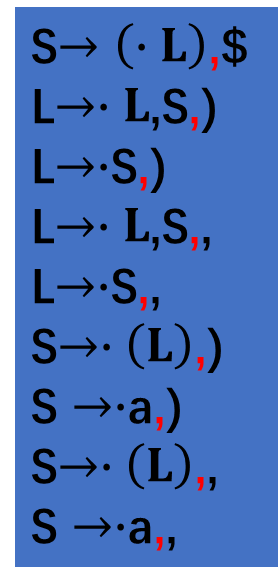 S→ (· L),$
L→· L,S,)
L→·S,)
L→· L,S,,
L→·S,,
S→· (L),)
S →·a,)
S→· (L),,
S →·a,,